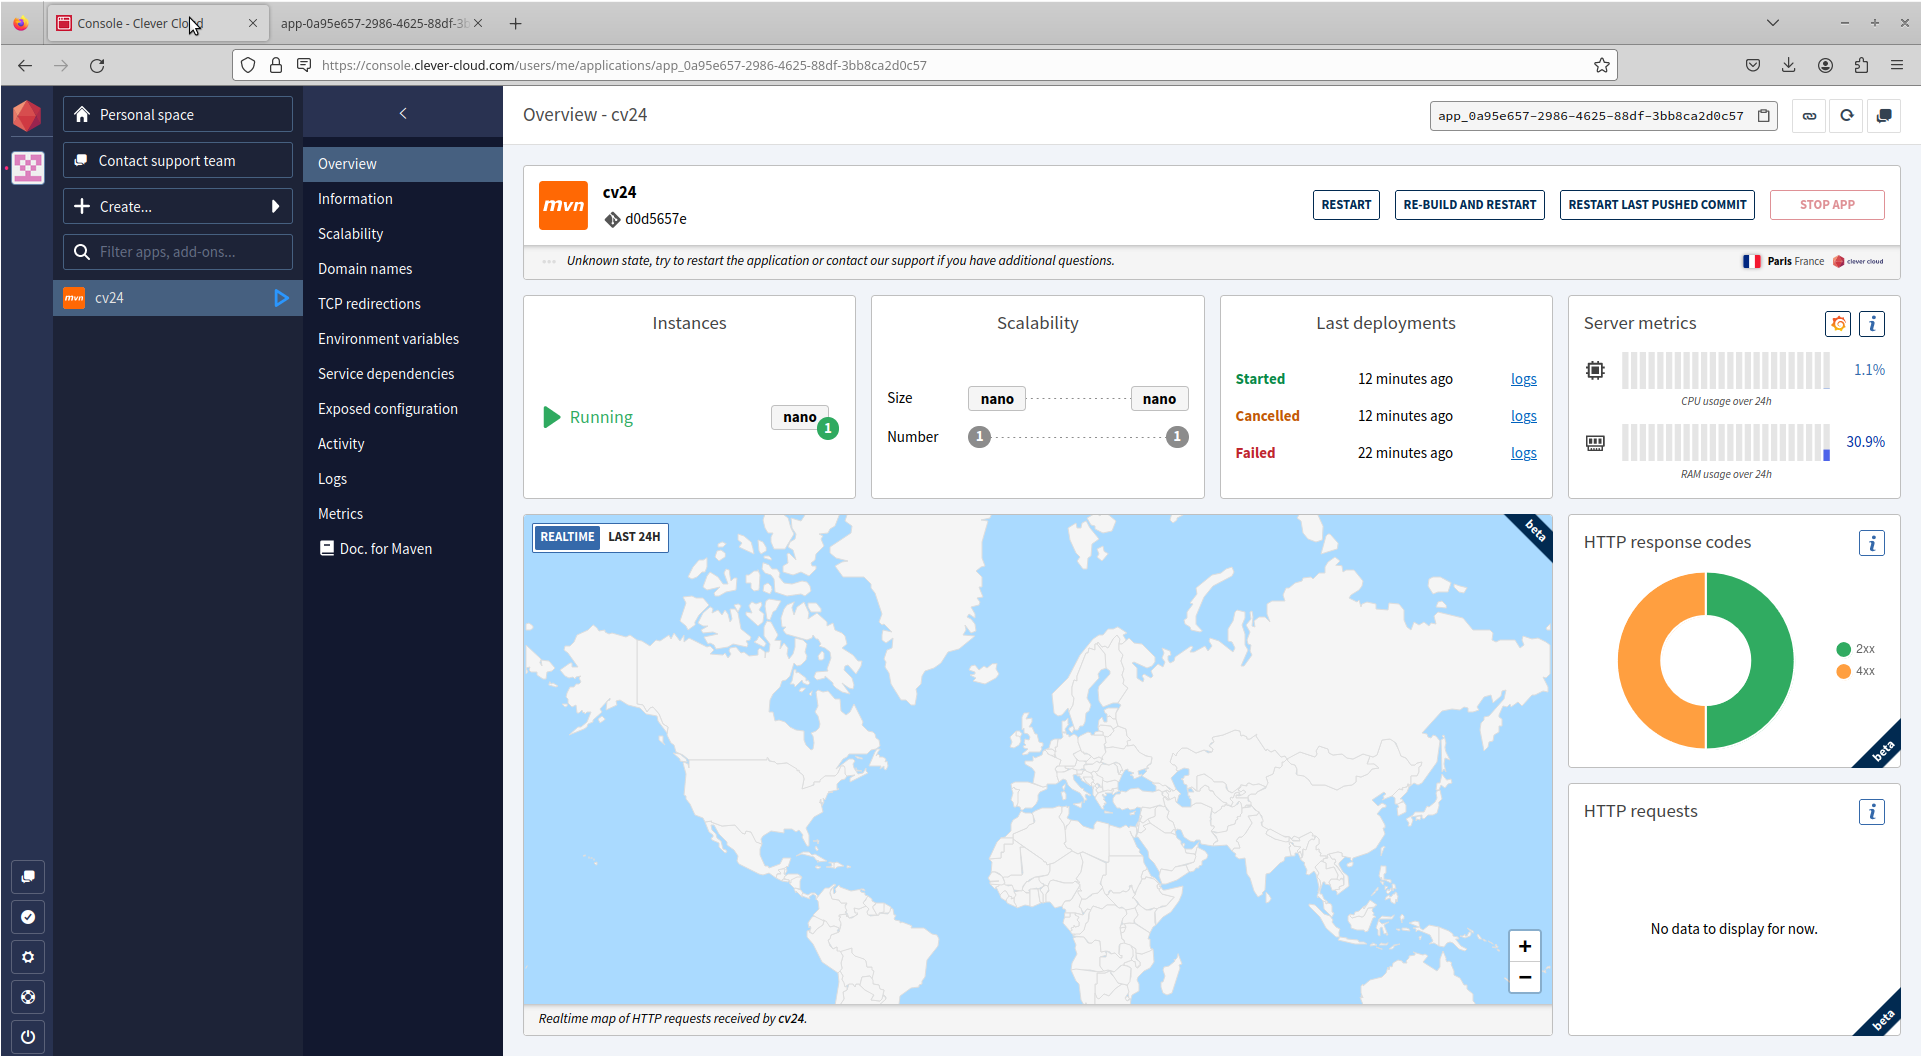 Console - Clever Cloud
app-0a95e657-2986-4625-88df-3b
https://console.clever-cloud.com/users/me/applications/app_0a95e657-2986-4625-88df-3bb8ca2d0c57
Personal space
Contact support team
Create...
Filter apps, add-ons...
mvn cv24
Overview
Information
Scalability
Domain names
TCP redirections
Environment variables
Service dependencies
Exposed configuration
Activity
Logs
Metrics
Doc. for Maven
Overview - cv24
app_0a95e657-2986-4625-88df-3bb8ca2d0c57
mvn
cv24
d0d5657e
RESTART
RE-BUILD AND RESTART
RESTART LAST PUSHED COMMIT
STOP APP
Unknown state, try to restart the application or contact our support if you have additional questions.
Paris France
clever cloud
Instances
Running
nano
1
Scalability
Size
nano
nano
Number
1
1
Last deployments
Started 12 minutes ago logs
Cancelled 12 minutes ago logs
Failed 22 minutes ago logs
Server metrics
i
1.1%
CPU usage over 24h
30.9%
RAM usage over 24h
REALTIME
LAST 24H
beta
+
−
Realtime map of HTTP requests received by cv24.
HTTP response codes
i
2xx
4xx
beta
HTTP requests
i
No data to display for now.
beta